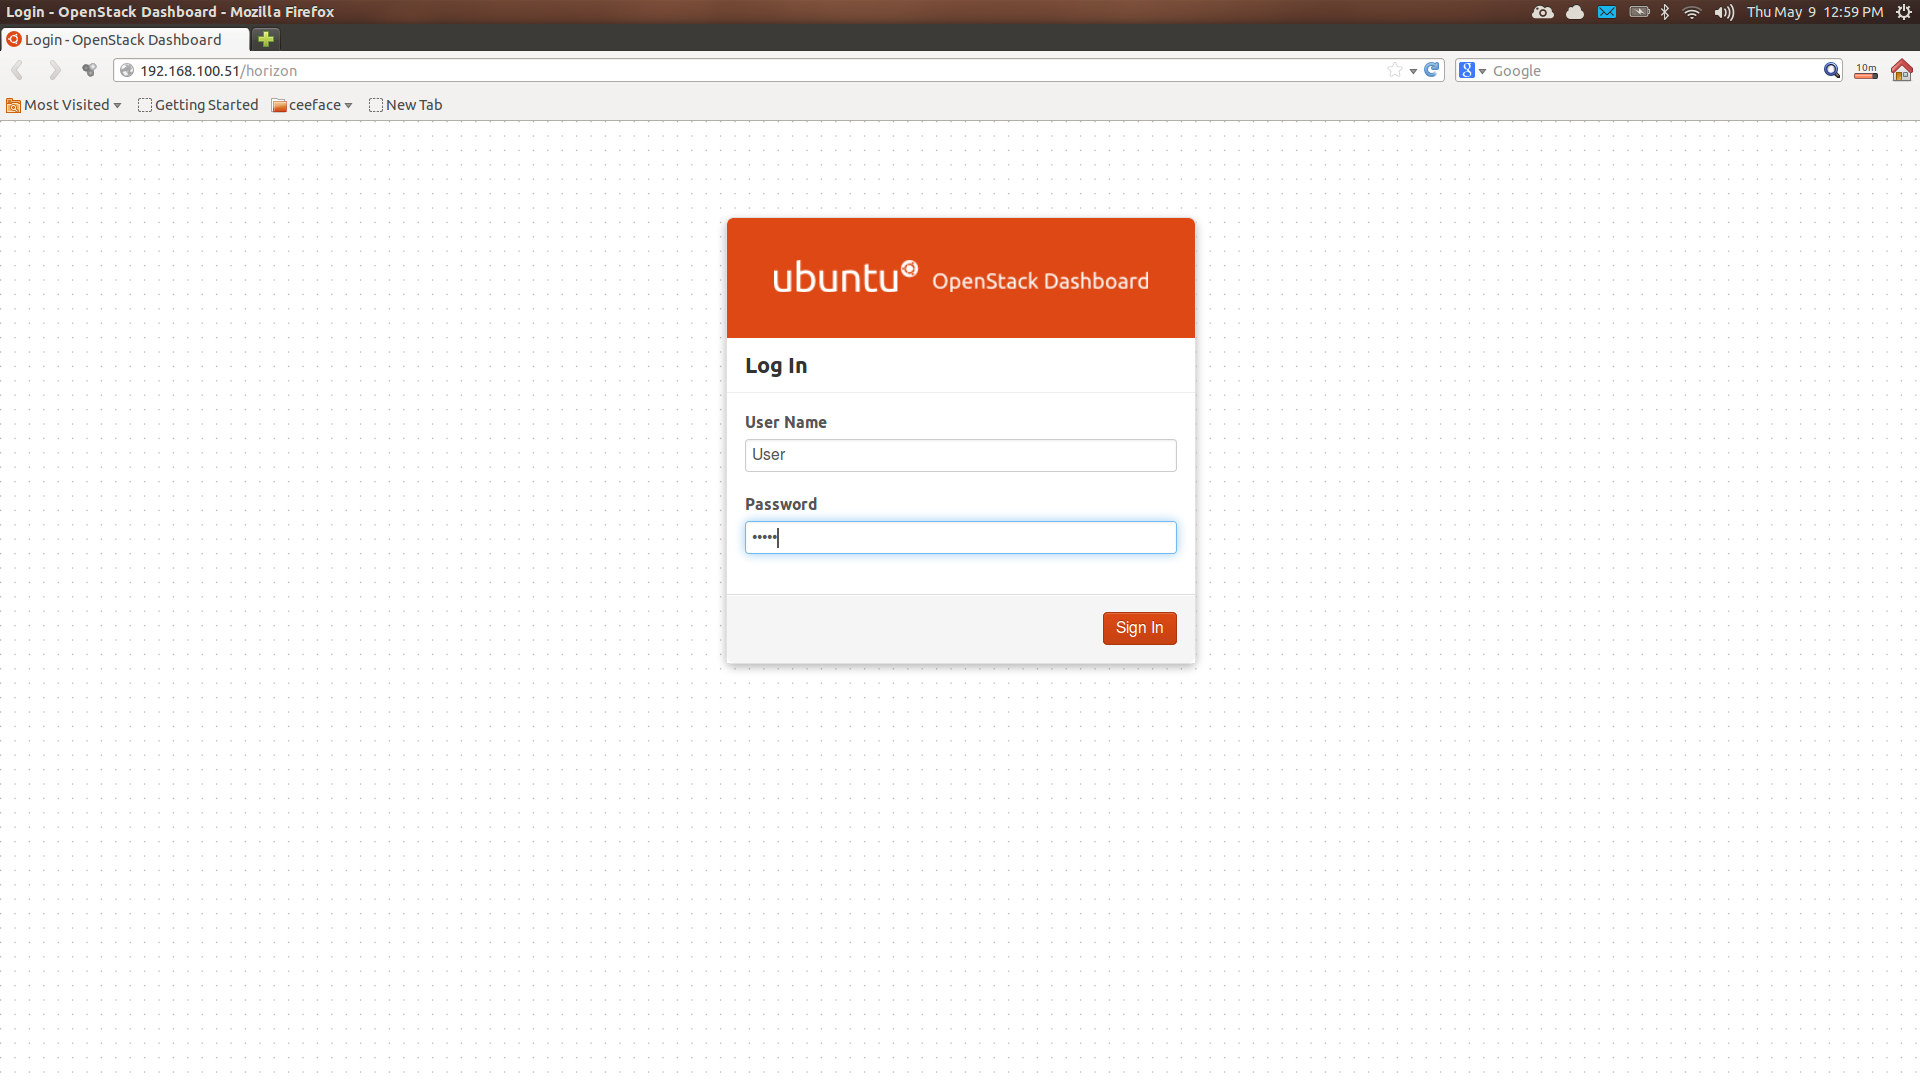 Login - OpenStack Dashboard - Mozilla Firefox
Thu May 9 12:59 PM
Login - OpenStack Dashboard
192.168.100.51/horizon
Google
10m
Most Visited
Getting Started
ceeface
New Tab
ubuntu OpenStack Dashboard
Log In
User Name
User
Password
•••••
Sign In